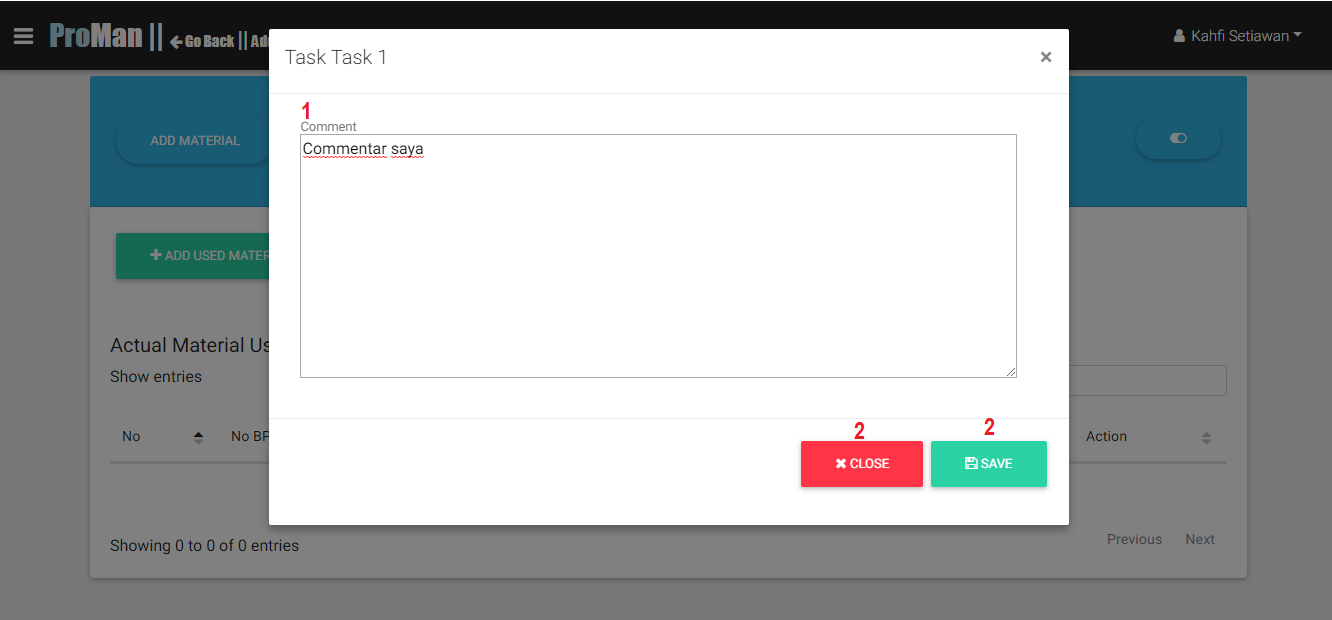 ProMan || Go Back || Ad
Kahfi Setiawan
Task Task 1
×
ADD MATERIAL
1
Comment
Commentar saya
ADD USED MATER
Actual Material Us
Show entries
No
No BP
Action
2
2
CLOSE
SAVE
Showing 0 to 0 of 0 entries
Previous
Next